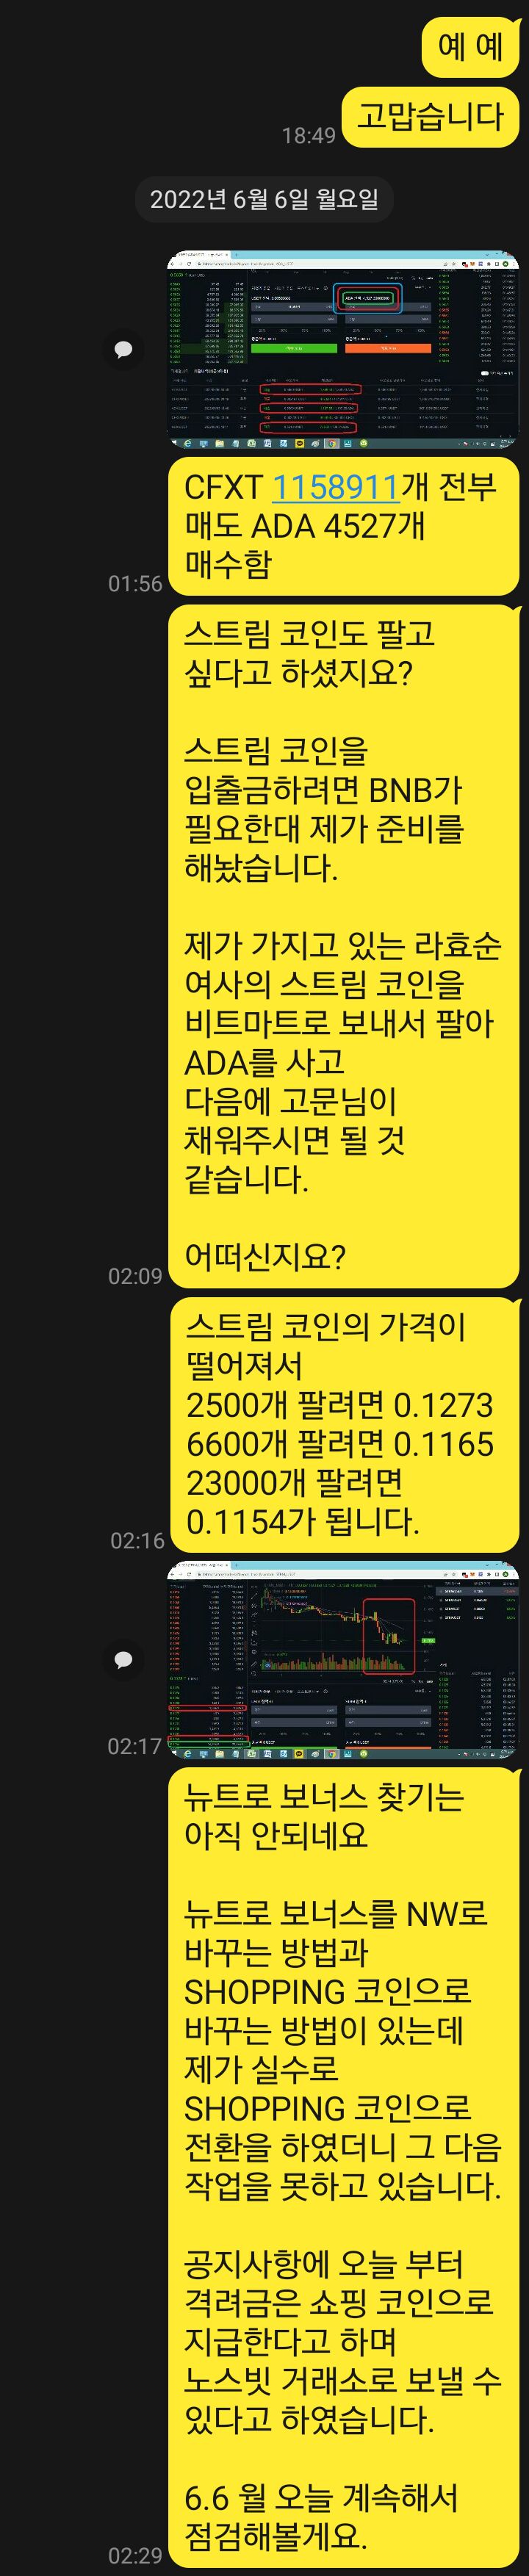 예 예
고맙습니다
18:49
2022년 6월 6일 월요일
CFXT 1158911개 전부
매도 ADA 4527개
매수함
01:56
스트림 코인도 팔고
싶다고 하셨지요?
스트림 코인을
입출금하려면 BNB가
필요한대 제가 준비를
해놨습니다.
제가 가지고 있는 라효순
여사의 스트림 코인을
비트마트로 보내서 팔아
ADA를 사고
다음에 고문님이
채워주시면 될 것
같습니다.
어떠신지요?
02:09
스트림 코인의 가격이
떨어져서
2500개 팔려면 0.1273
6600개 팔려면 0.1165
23000개 팔려면
0.1154가 됩니다.
02:16
02:17
뉴트로 보너스 찾기는
아직 안되네요
뉴트로 보너스를 NW로
바꾸는 방법과
SHOPPING 코인으로
바꾸는 방법이 있는데
제가 실수로
SHOPPING 코인으로
전환을 하였더니 그 다음
작업을 못하고 있습니다.
공지사항에 오늘 부터
격려금은 쇼핑 코인으로
지급한다고 하며
노스빗 거래소로 보낼 수
있다고 하였습니다.
6.6 월 오늘 계속해서
점검해볼게요.
02:29